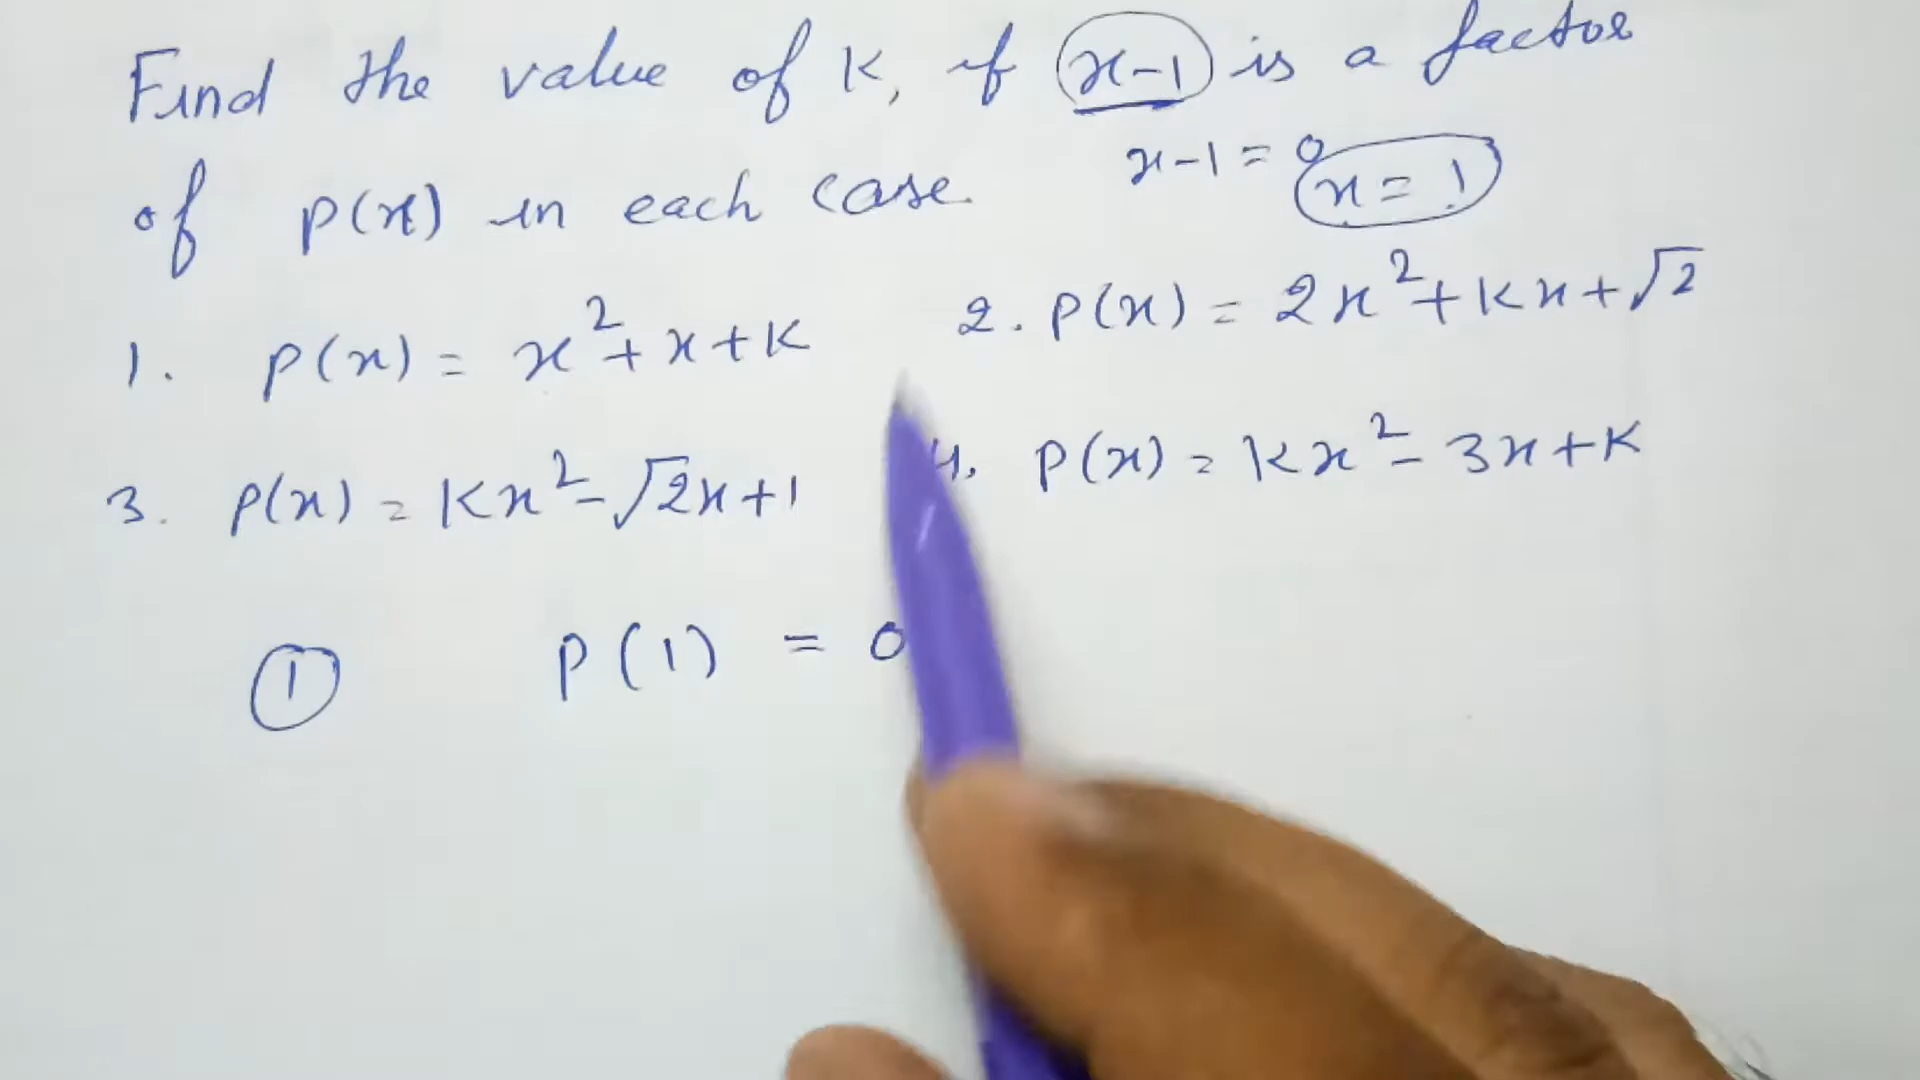 Find the value of K, if x-1 is a factor
x-1 = 0
of P(x) in each case.
x = 1
1. P(x) = x²+x+K
2. P(x) = 2x²+Kx+√2
3. P(x) = Kx²-√2x+1
4. P(x) = Kx²-3x+K
① P(1) = 0